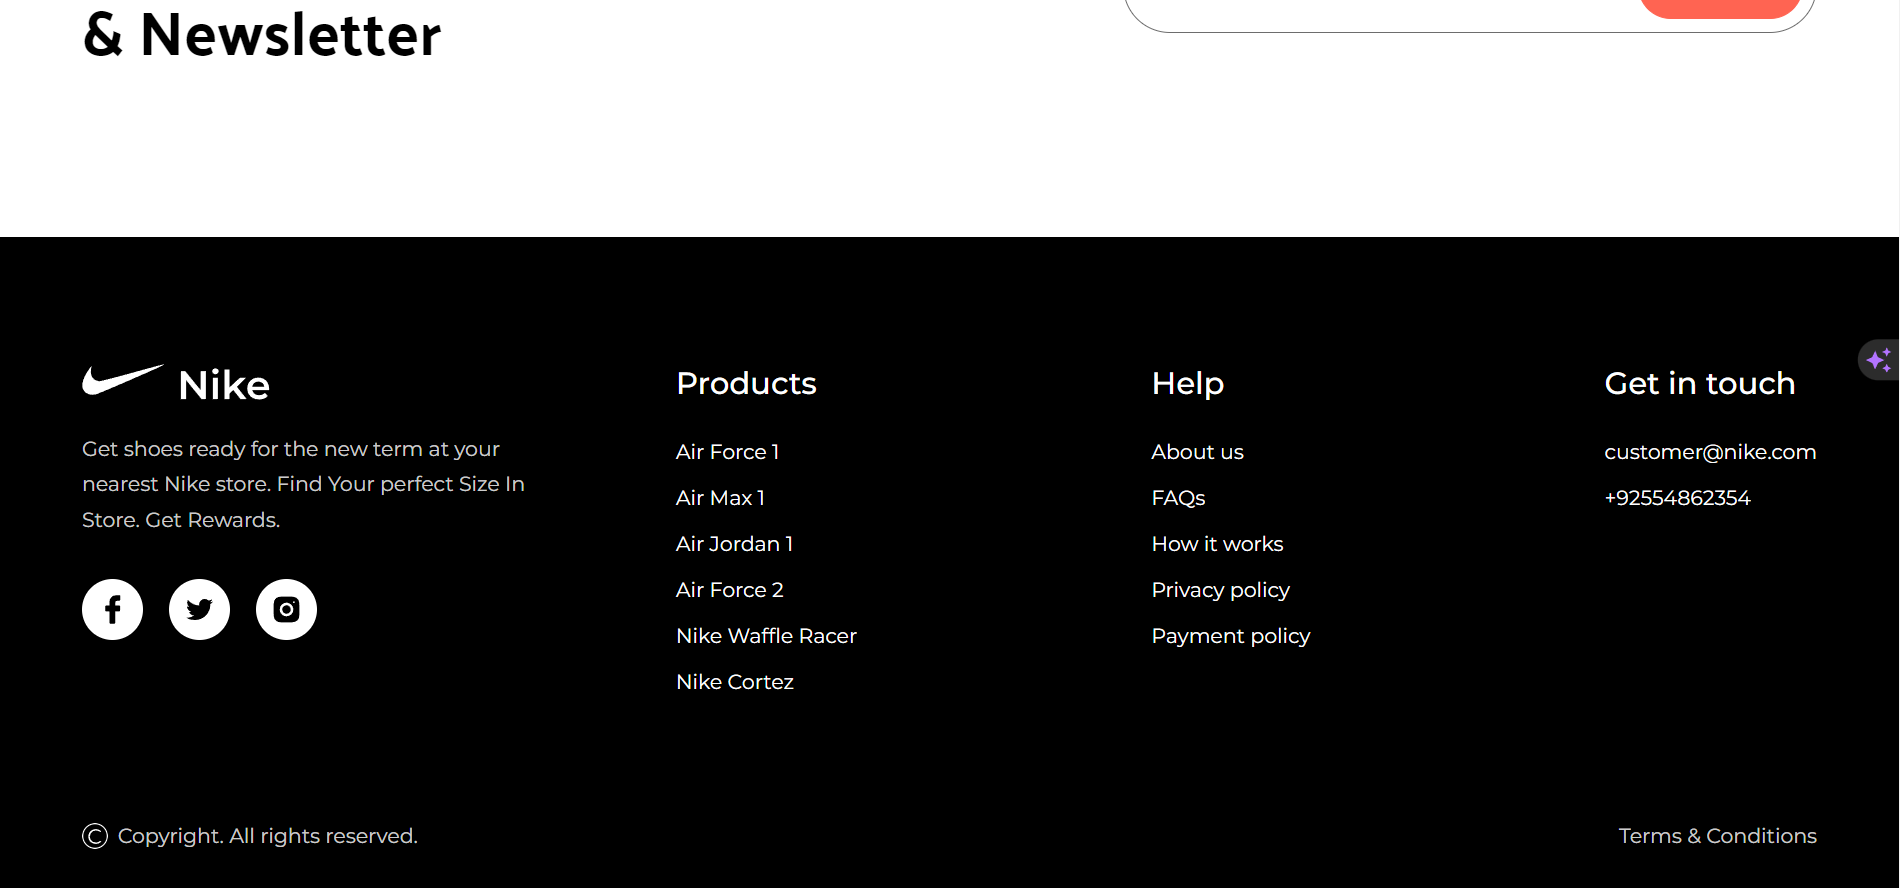 & Newsletter
Nike
Get shoes ready for the new term at your
nearest Nike store. Find Your perfect Size In
Store. Get Rewards.
Products
Air Force 1
Air Max 1
Air Jordan 1
Air Force 2
Nike Waffle Racer
Nike Cortez
Help
About us
FAQs
How it works
Privacy policy
Payment policy
Get in touch
customer@nike.com
+92554862354
© Copyright. All rights reserved.
Terms & Conditions